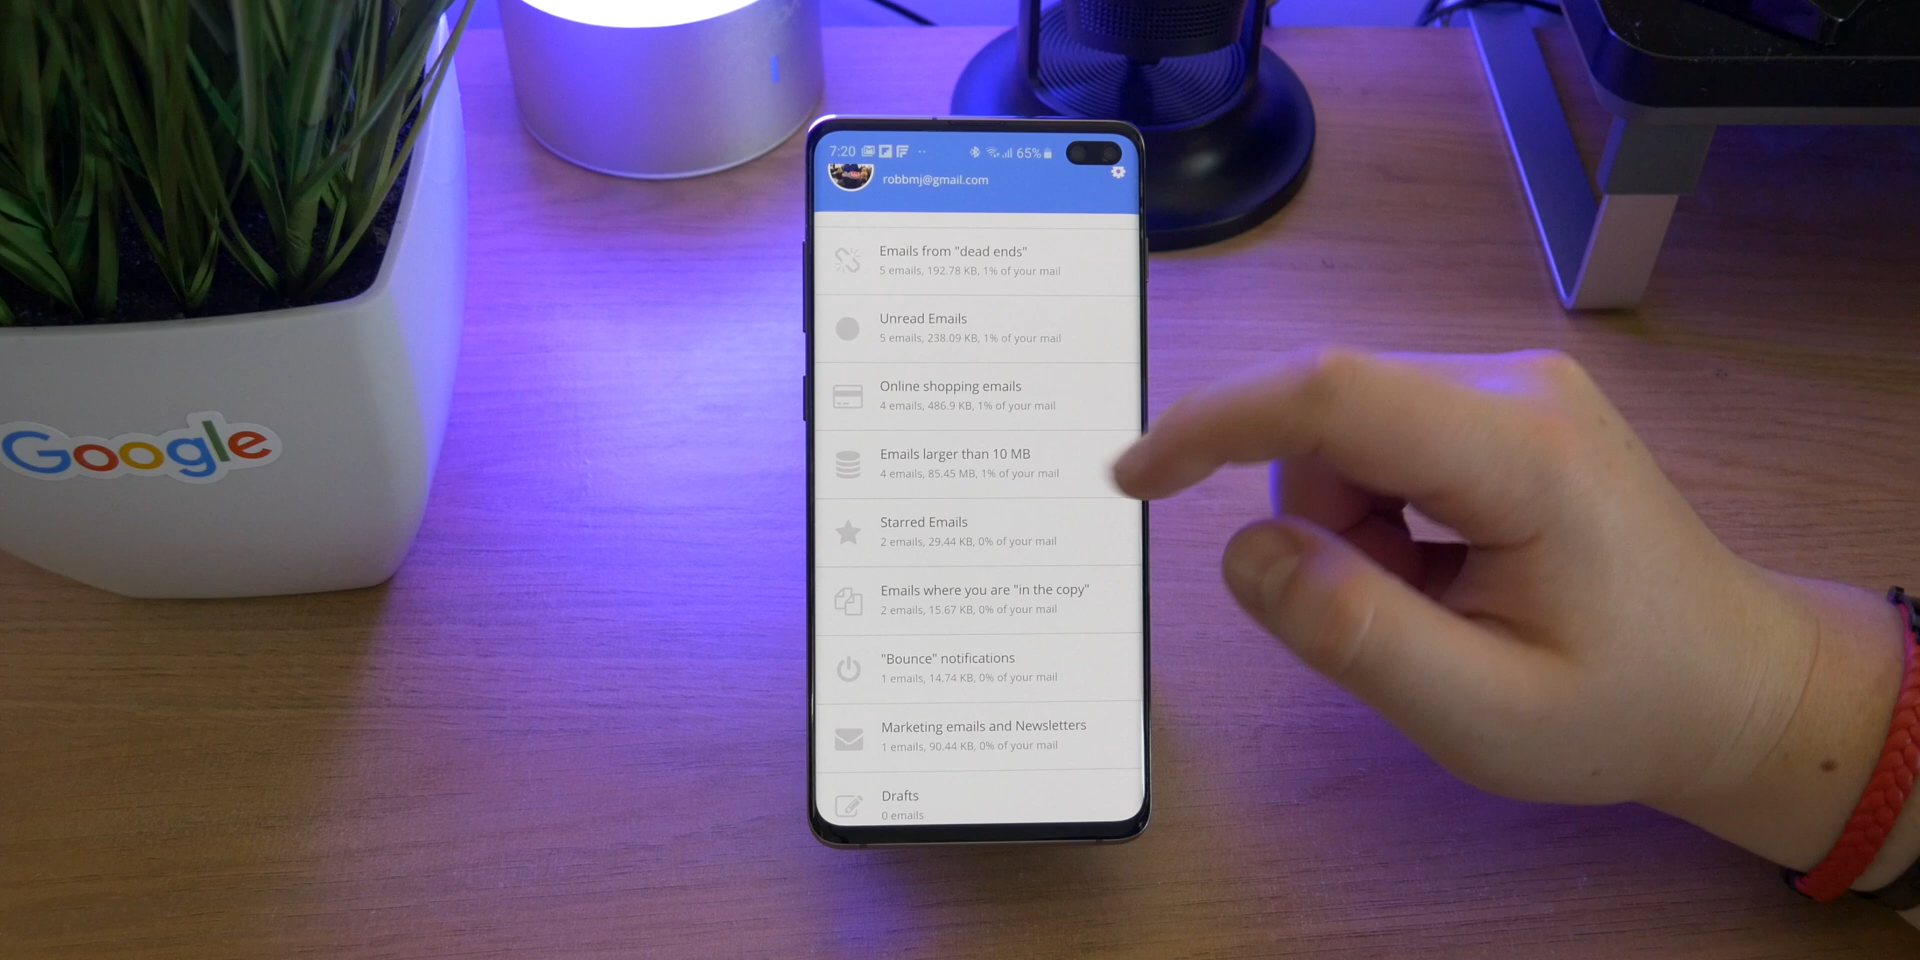 Google
7:20
65%
robbmj@gmail.com
Emails from "dead ends"
5 emails, 192.78 KB, 1% of your mail
Unread Emails
5 emails, 238.09 KB, 1% of your mail
Online shopping emails
4 emails, 486.9 KB, 1% of your mail
Emails larger than 10 MB
4 emails, 85.45 MB, 1% of your mail
Starred Emails
2 emails, 29.44 KB, 0% of your mail
Emails where you are "in the copy"
2 emails, 15.67 KB, 0% of your mail
"Bounce" notifications
1 emails, 14.74 KB, 0% of your mail
Marketing emails and Newsletters
1 emails, 90.44 KB, 0% of your mail
Drafts
0 emails